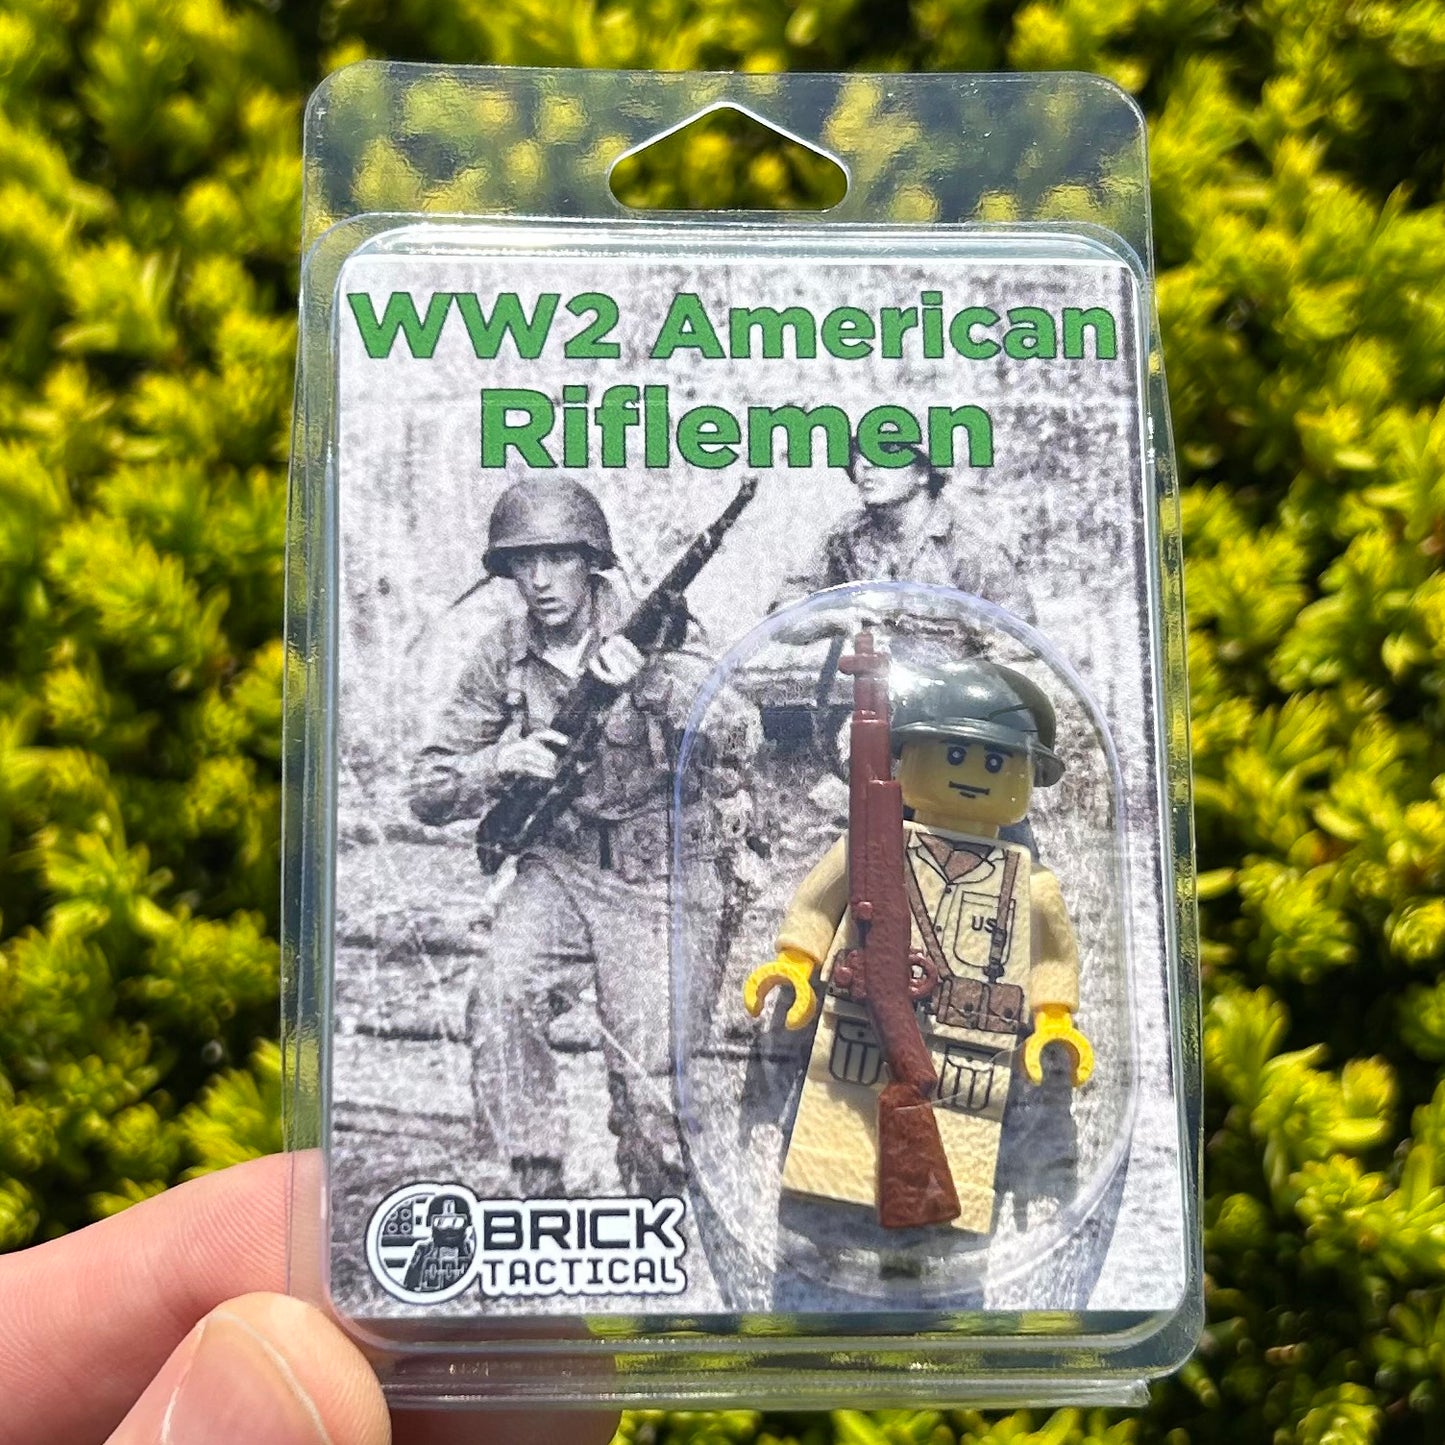 WW2 American
Riflemen
US
BRICK
TACTICAL